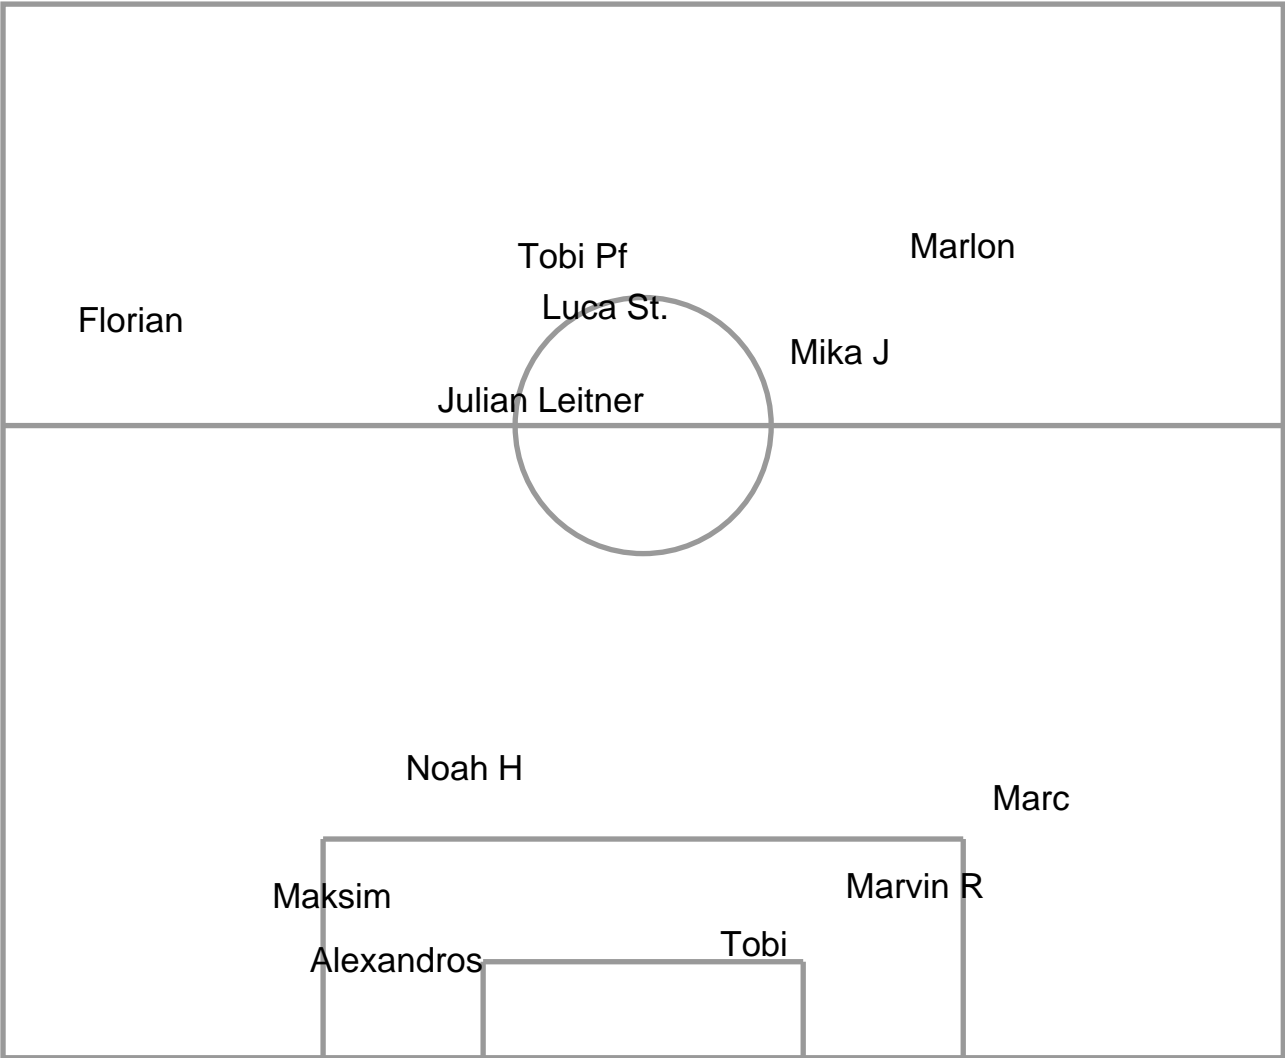 Marlon
Tobi Pf
Luca St.
Florian
Mika J
Julian Leitner
Noah H
Marc
Marvin R
Maksim
Tobi
Alexandros